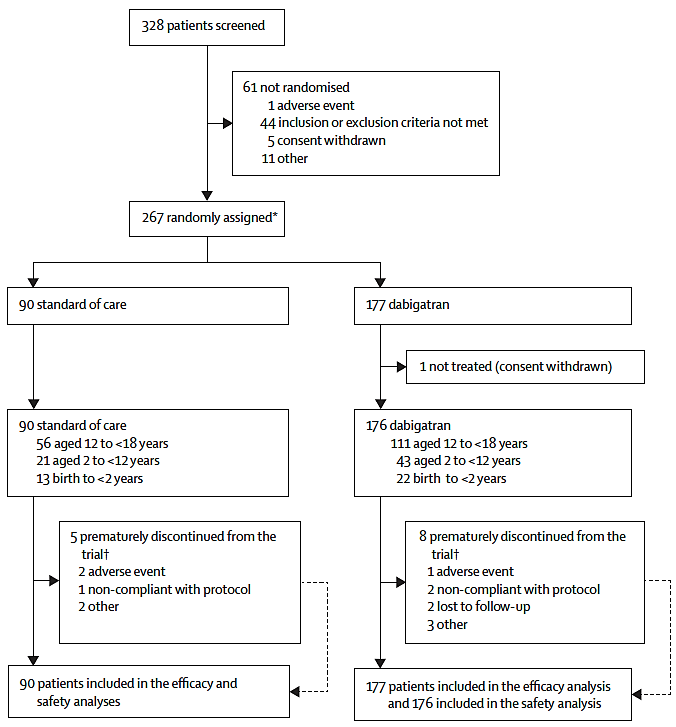 328 patients screened
61 not randomised
1 adverse event
44 inclusion or exclusion criteria not met
5 consent withdrawn
11 other
267 randomly assigned*
90 standard of care
177 dabigatran
1 not treated (consent withdrawn)
90 standard of care
56 aged 12 to <18 years
21 aged 2 to <12 years
13 birth to <2 years
176 dabigatran
111 aged 12 to <18 years
43 aged 2 to <12 years
22 birth to <2 years
5 prematurely discontinued from the
trial†
2 adverse event
1 non-compliant with protocol
2 other
8 prematurely discontinued from the
trial†
1 adverse event
2 non-compliant with protocol
2 lost to follow-up
3 other
90 patients included in the efficacy and
safety analyses
177 patients included in the efficacy analysis
and 176 included in the safety analysis